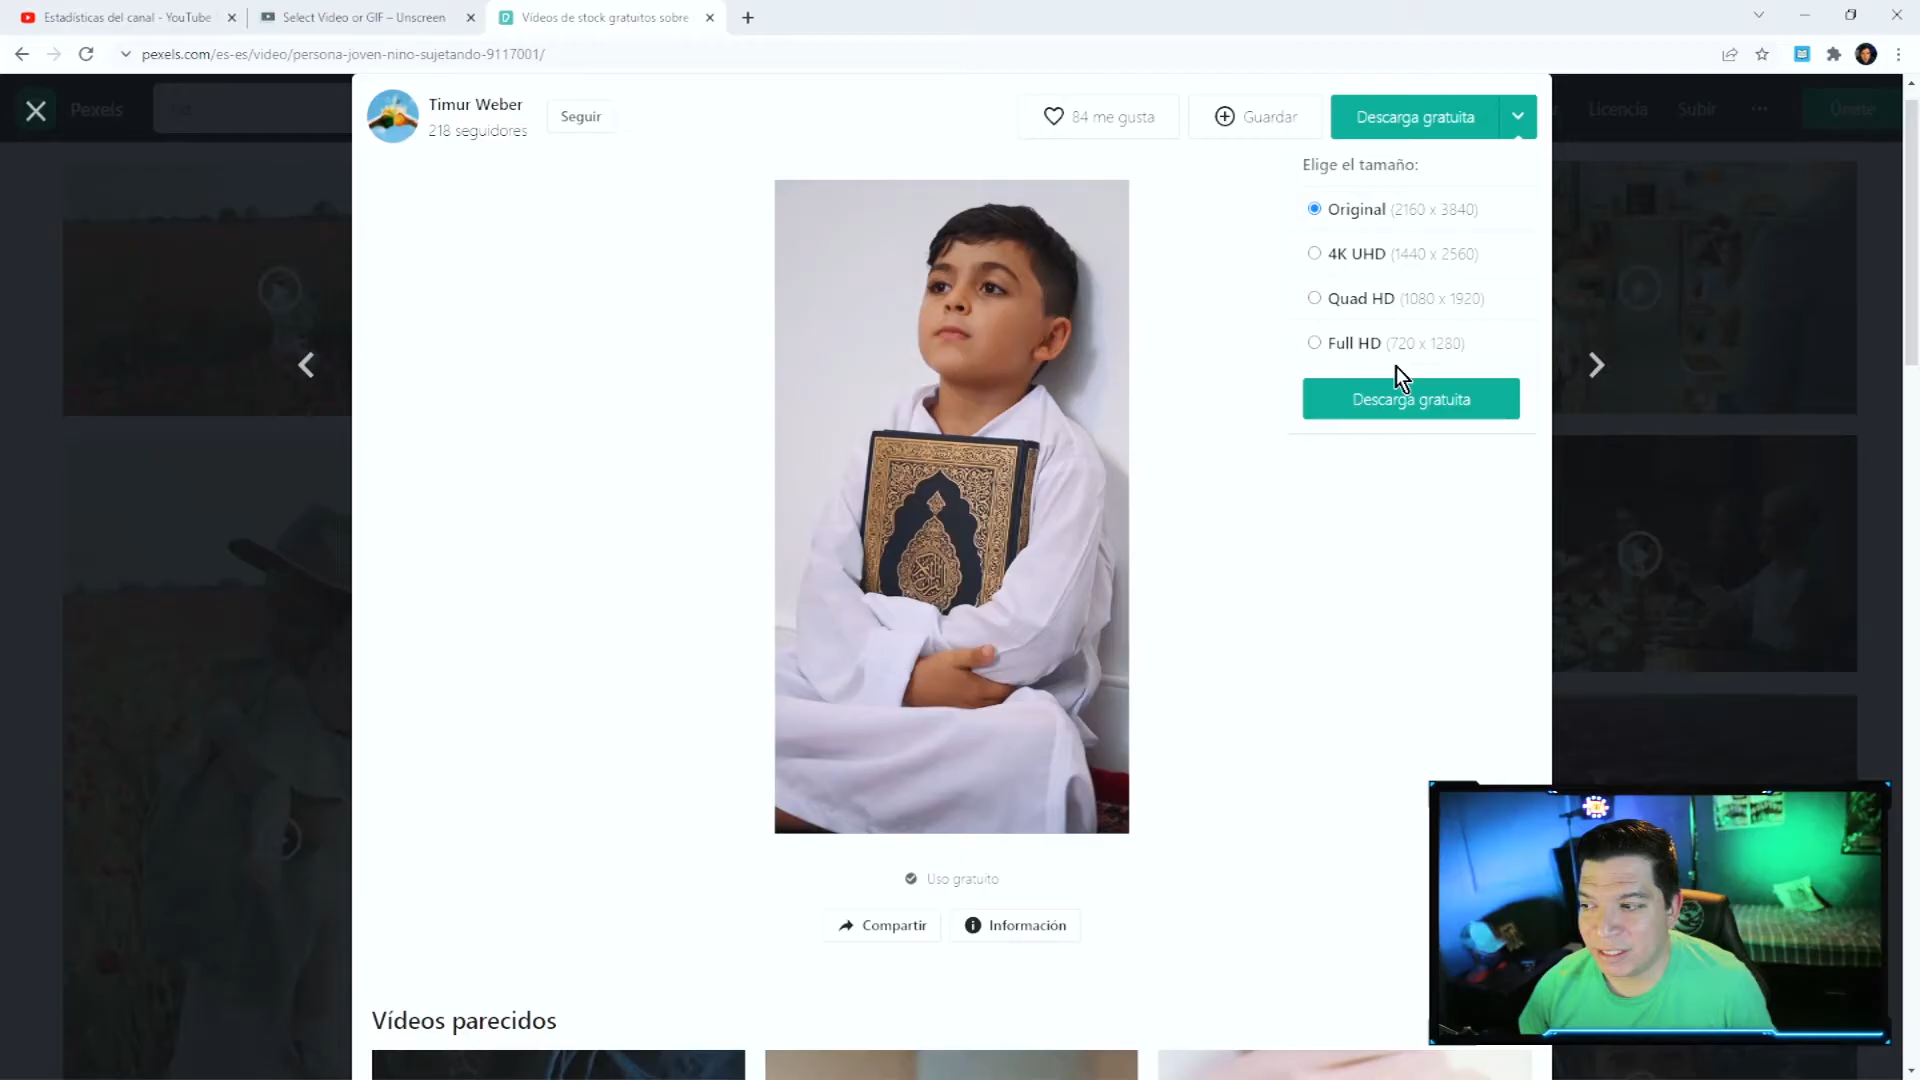 Estadísticas del canal - YouTube
Select Video or GIF – Unscreen
Vídeos de stock gratuitos sobre
pexels.com/es-es/video/persona-joven-nino-sujetando-9117001/
Pexels
Licencia
Subir
Únete
Timur Weber
218 seguidores
Seguir
84 me gusta
Guardar
Descarga gratuita
Elige el tamaño:
Original (2160 x 3840)
4K UHD (1440 x 2560)
Quad HD (1080 x 1920)
Full HD (720 x 1280)
Descarga gratuita
Uso gratuito
Compartir
Información
Vídeos parecidos